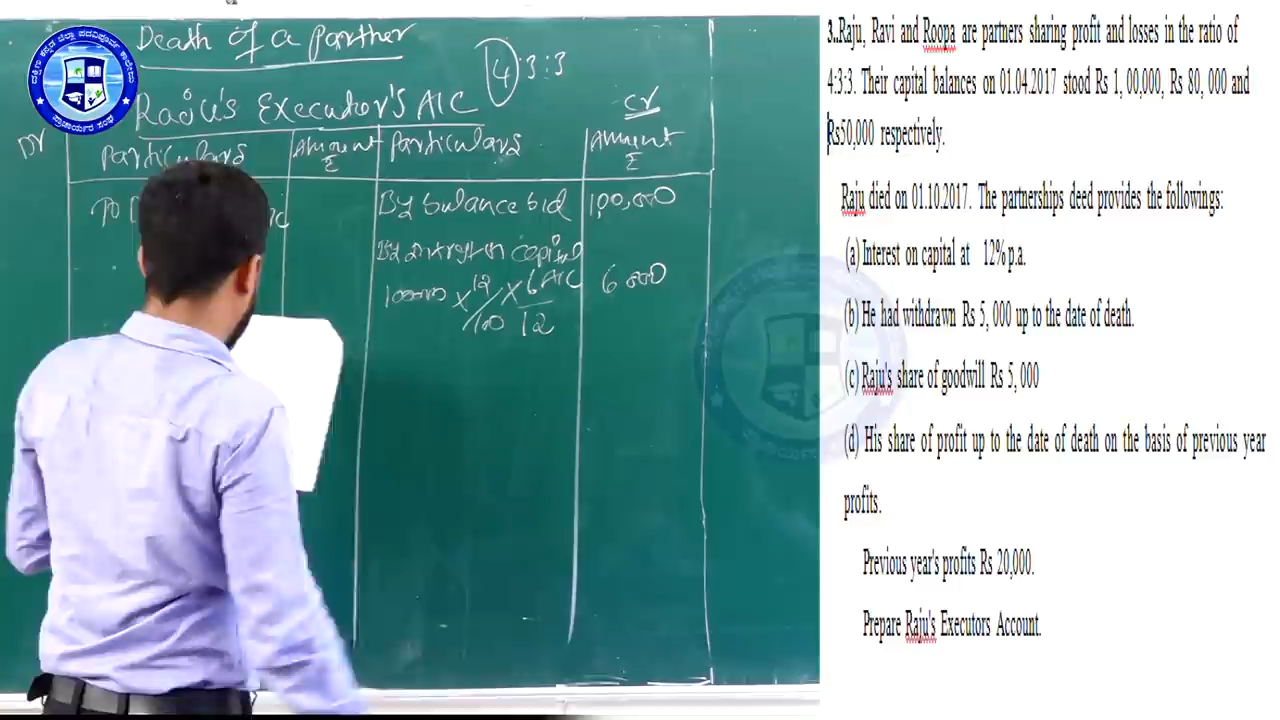 Death of a partner
4:3:3
Raju's Executor's A/C
Dr
Cr
Particulars
Amount
₹
Particulars
Amount
₹
To
By balance b/d 1,00,000
By Interest on capital
A/C
100000 × 12/100 × 6/12 6000
3..Raju, Ravi and Roopa are partners sharing profit and losses in the ratio of
4:3:3. Their capital balances on 01.04.2017 stood Rs 1, 00,000, Rs 80, 000 and
Rs50,000 respectively.
Raju died on 01.10.2017. The partnerships deed provides the followings:
(a) Interest on capital at 12% p.a.
(b) He had withdrawn Rs 5, 000 up to the date of death.
(c) Raju's share of goodwill Rs 5, 000
(d) His share of profit up to the date of death on the basis of previous year
profits.
Previous year's profits Rs 20,000.
Prepare Raju's Executors Account.